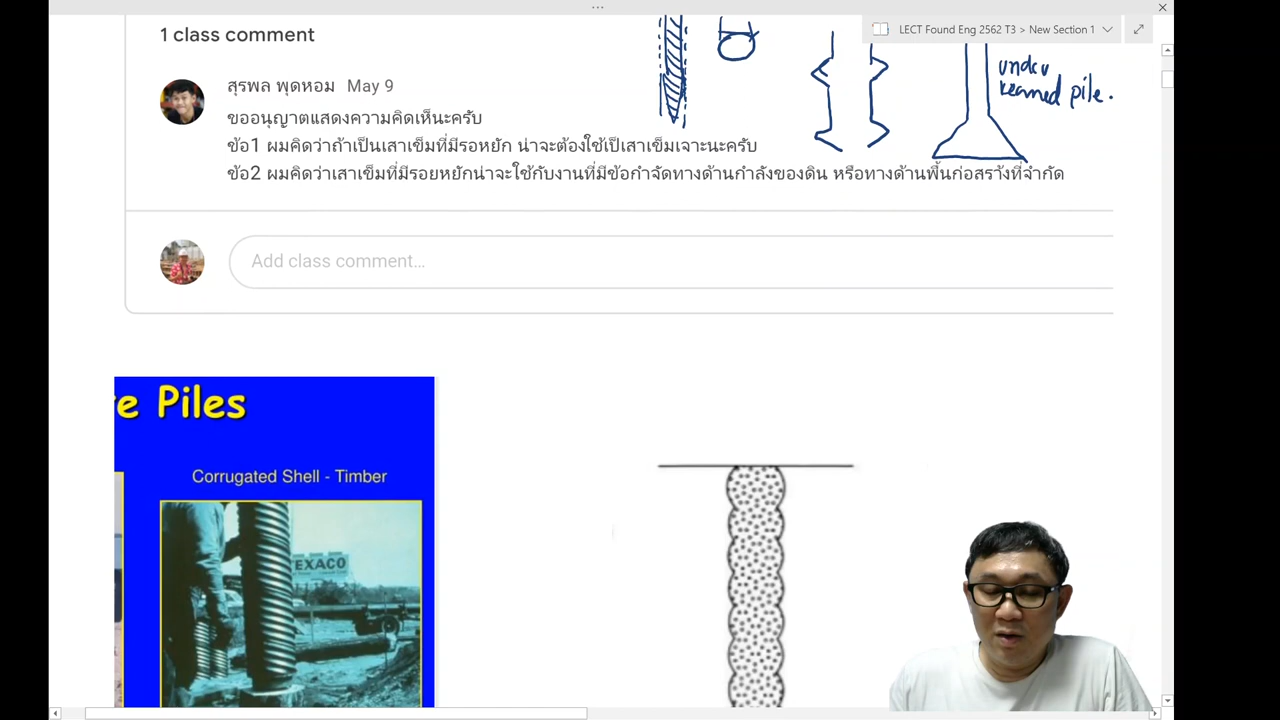 LECT Found Eng 2562 T3 > New Section 1
1 class comment
under
reamed pile.
สุรพล พุดหอม May 9
ขออนุญาตแสดงความคิดเห็นะครับ
ข้อ1 ผมคิดว่าถ้าเป็นเสาเข็มที่มีรอหยัก น่าจะต้องใช้เป็เสาเข็มเจาะนะครับ
ข้อ2 ผมคิดว่าเสาเข็มที่มีรอยหยักน่าจะใช้กับงานที่มีข้อกำจัดทางด้านกำลังของดิน หรือทางด้านพื้นก่อสร้างที่จำกัด
Add class comment...
e Piles
Corrugated Shell - Timber
EXACO